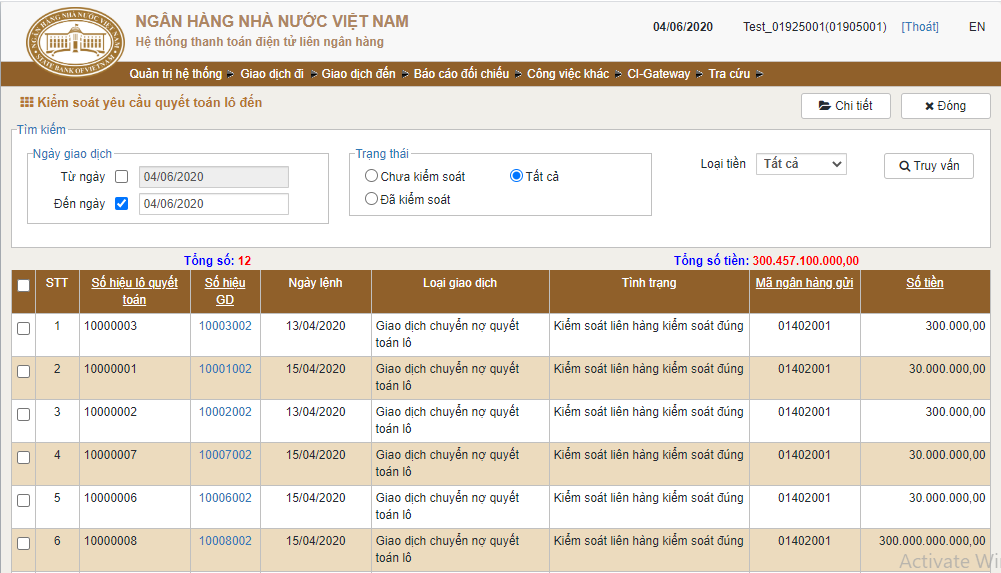 NGÂN HÀNG NHÀ NƯỚC VIỆT NAM
STATE BANK OF VIETNAM
NGÂN HÀNG NHÀ NƯỚC VIỆT NAM
Hệ thống thanh toán điện tử liên ngân hàng
04/06/2020 Test_01925001(01905001) [Thoát] EN
Quản trị hệ thống Giao dịch đi Giao dịch đến Báo cáo đối chiếu Công việc khác CI-Gateway Tra cứu
Kiểm soát yêu cầu quyết toán lô đến Chi tiết Đóng
Tìm kiếm
Ngày giao dịch
Từ ngày 04/06/2020
Đến ngày 04/06/2020
Trạng thái
Chưa kiểm soát Tất cả
Đã kiểm soát
Loại tiền Tất cả Truy vấn
Tổng số: 12 Tổng số tiền: 300.457.100.000,00
STT Số hiệu lô quyết toán Số hiệu GD Ngày lệnh Loại giao dịch Tình trạng Mã ngân hàng gửi Số tiền
1 10000003 10003002 13/04/2020 Giao dịch chuyển nợ quyết toán lô Kiểm soát liên hàng kiểm soát đúng 01402001 300.000,00
2 10000001 10001002 15/04/2020 Giao dịch chuyển nợ quyết toán lô Kiểm soát liên hàng kiểm soát đúng 01402001 30.000.000,00
3 10000002 10002002 13/04/2020 Giao dịch chuyển nợ quyết toán lô Kiểm soát liên hàng kiểm soát đúng 01402001 300.000,00
4 10000007 10007002 15/04/2020 Giao dịch chuyển nợ quyết toán lô Kiểm soát liên hàng kiểm soát đúng 01402001 30.000.000,00
5 10000006 10006002 15/04/2020 Giao dịch chuyển nợ quyết toán lô Kiểm soát liên hàng kiểm soát đúng 01402001 30.000.000,00
6 10000008 10008002 15/04/2020 Giao dịch chuyển nợ quyết toán lô Kiểm soát liên hàng kiểm soát đúng 01402001 300.000.000.000,00
Activate Wi